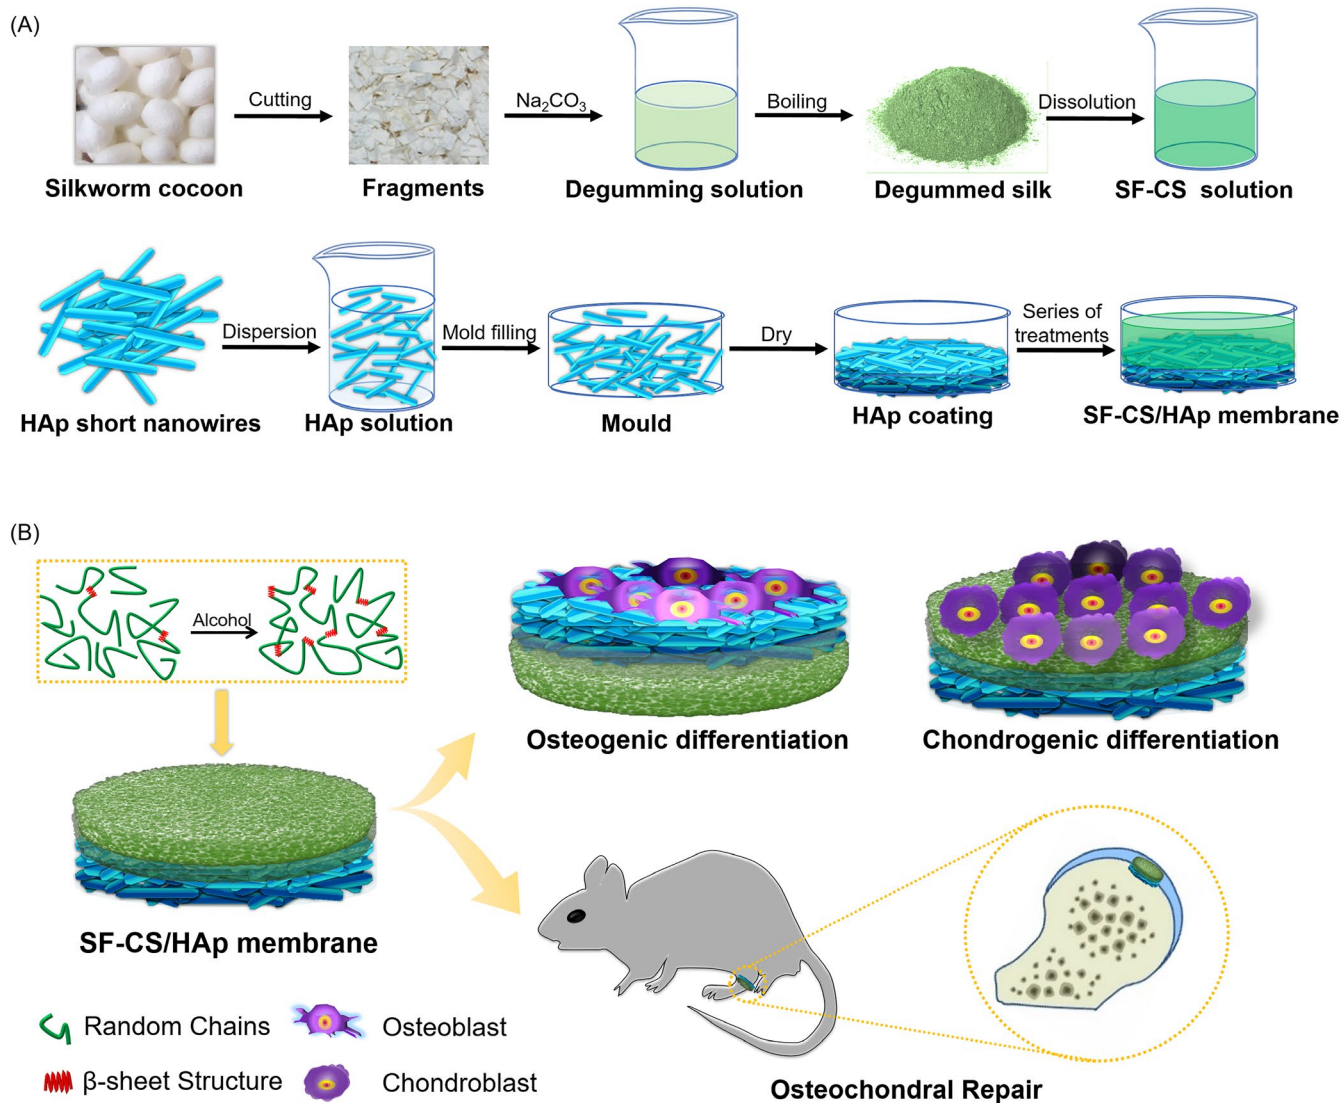 (A)
Cutting
Na₂CO₃
Boiling
Dissolution
Silkworm cocoon
Fragments
Degumming solution
Degummed silk
SF-CS solution
Dispersion
Mold filling
Dry
Series of
treatments
HAp short nanowires
HAp solution
Mould
HAp coating
SF-CS/HAp membrane
(B)
Alcohol
Osteogenic differentiation
Chondrogenic differentiation
SF-CS/HAp membrane
Random Chains
Osteoblast
β-sheet Structure
Chondroblast
Osteochondral Repair